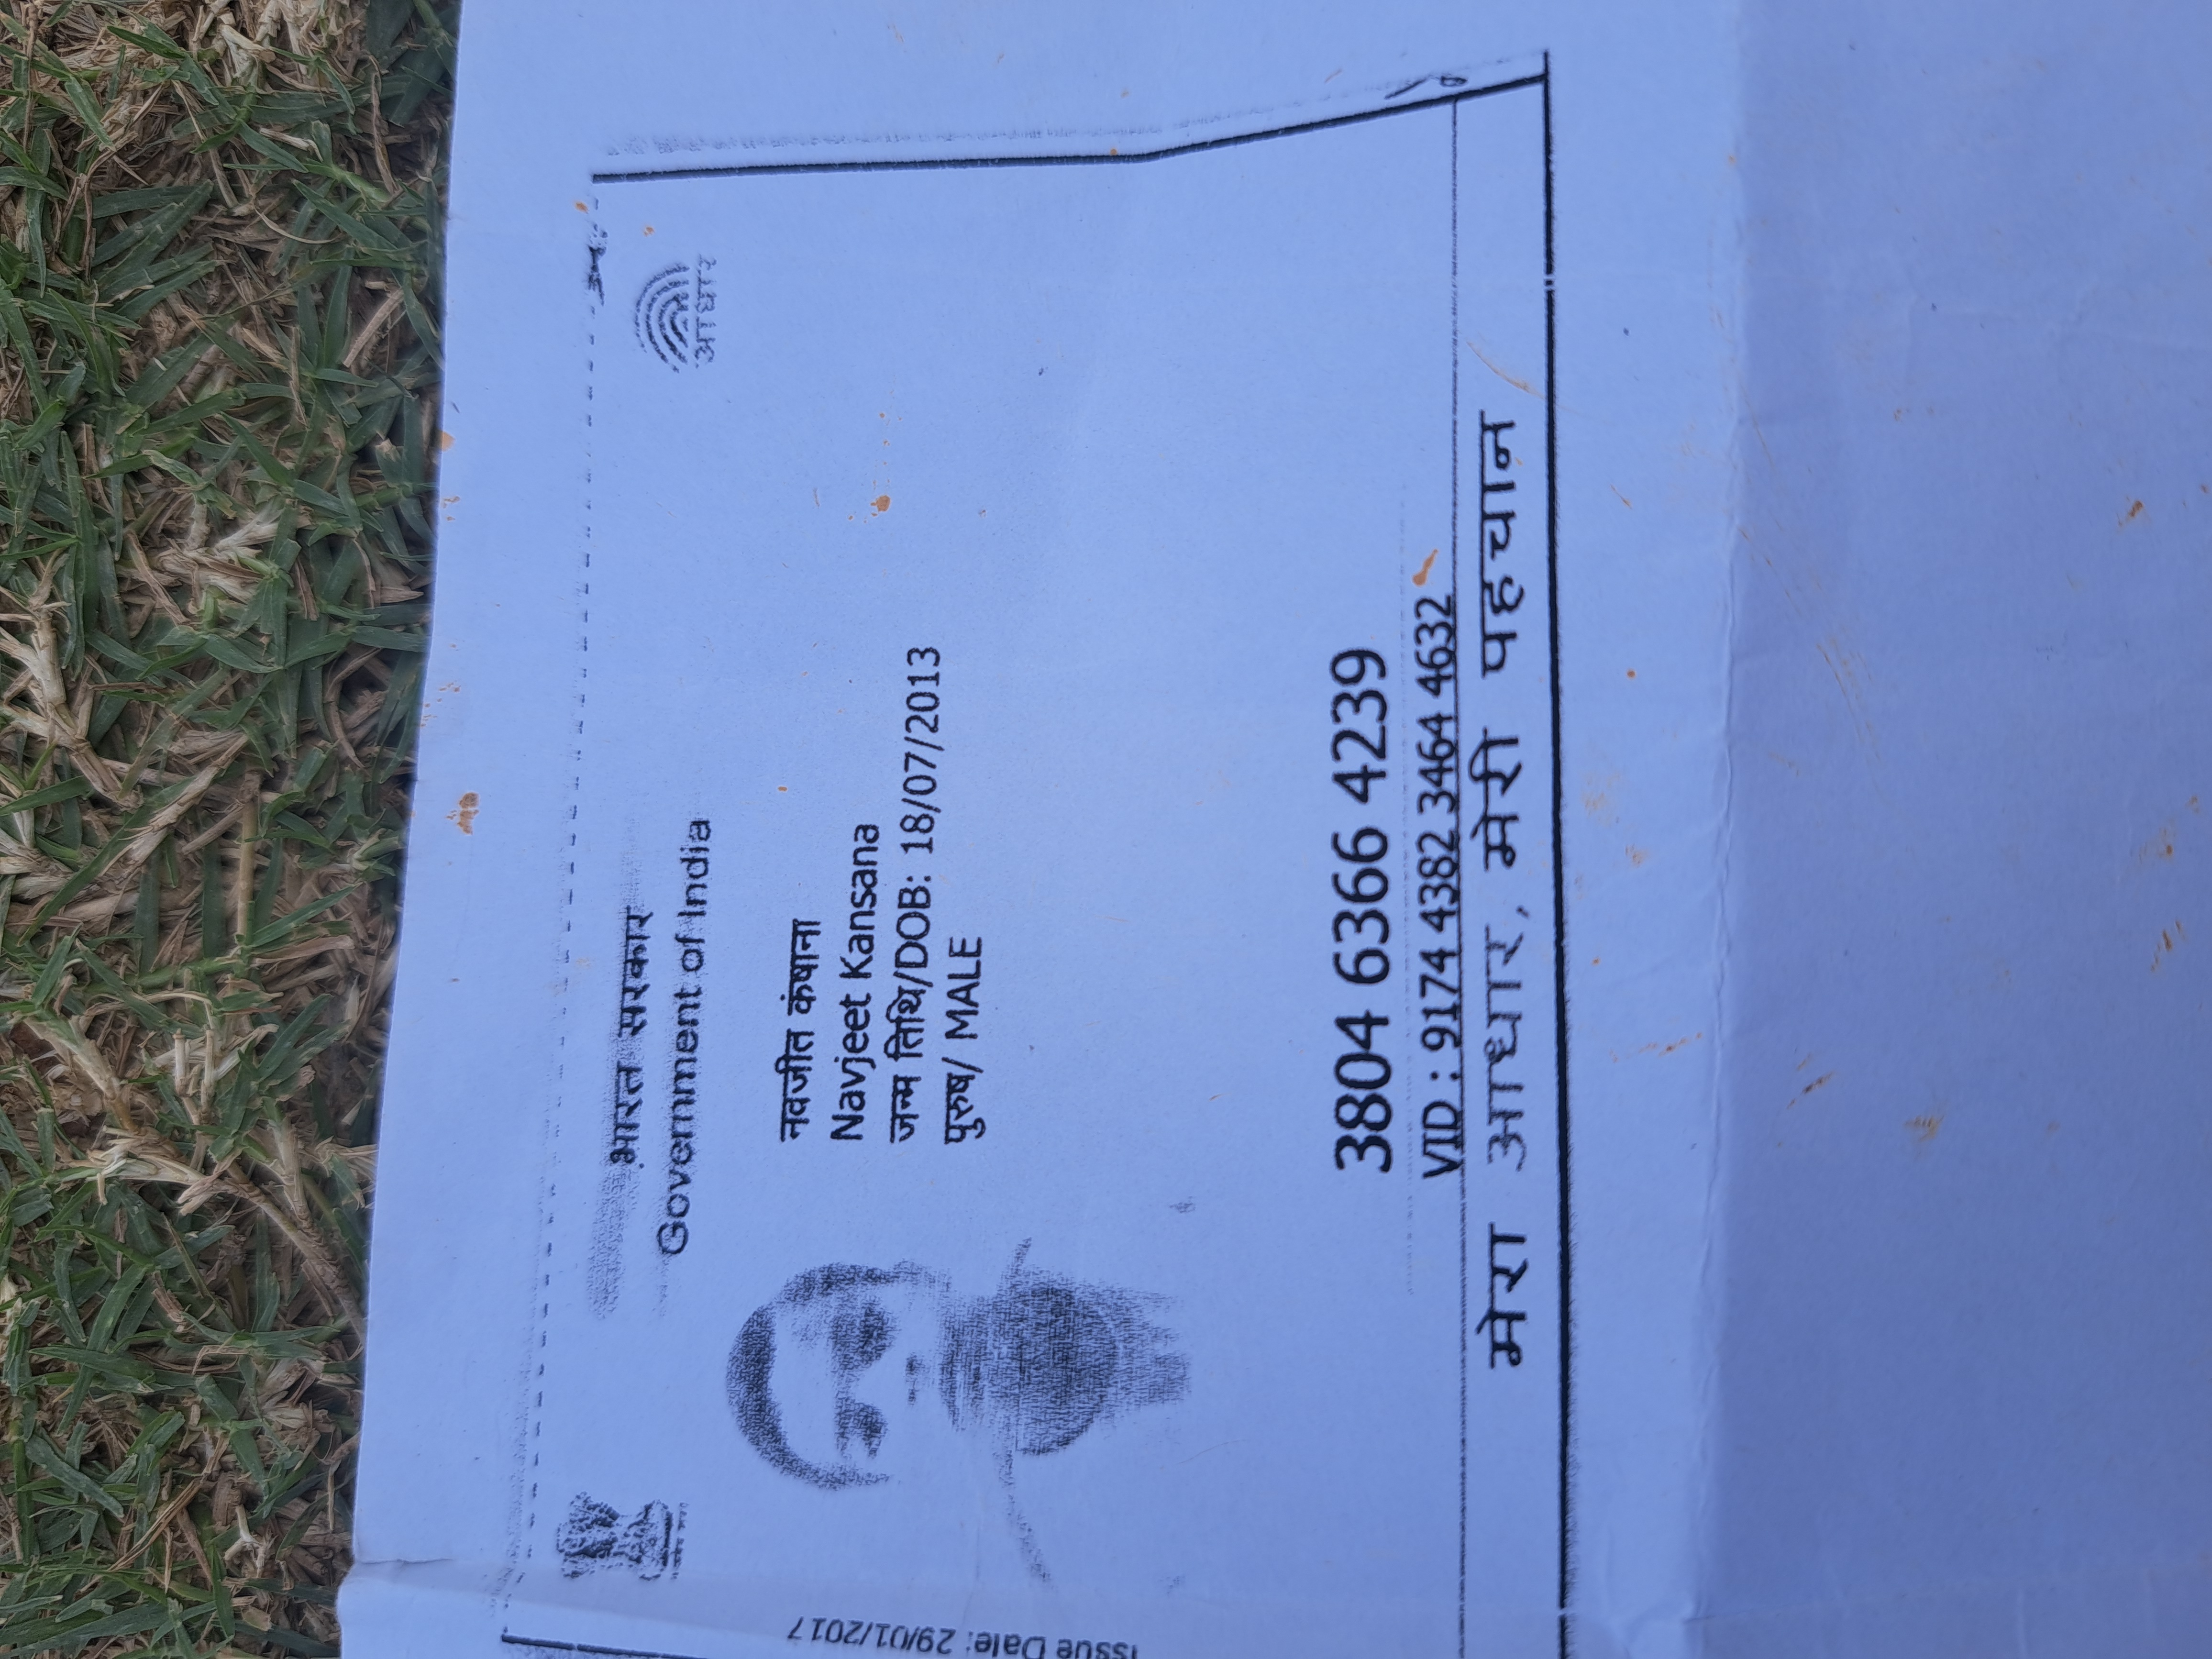 भारत सरकार
Government of India
आधार
नवजीत कंषाना
Navjeet Kansana
जन्म तिथि/DOB: 18/07/2013
पुरुष/ MALE
Issue Date: 29/01/2017
3804 6366 4239
VID : 9174 4382 3464 4632
मेरा आधार, मेरी पहचान